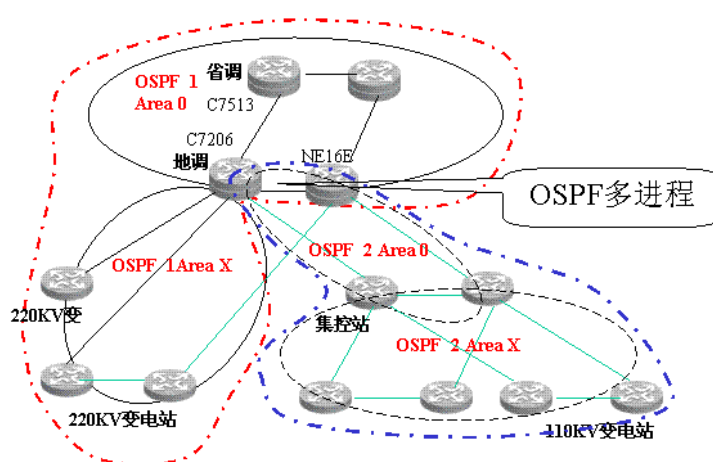 省调
OSPF 1
Area 0
C7513
C7206
地调
NE16E
OSPF多进程
OSPF 2 Area 0
OSPF 1Area X
220KV变
集控站
OSPF 2 Area X
220KV变电站
110KV变电站